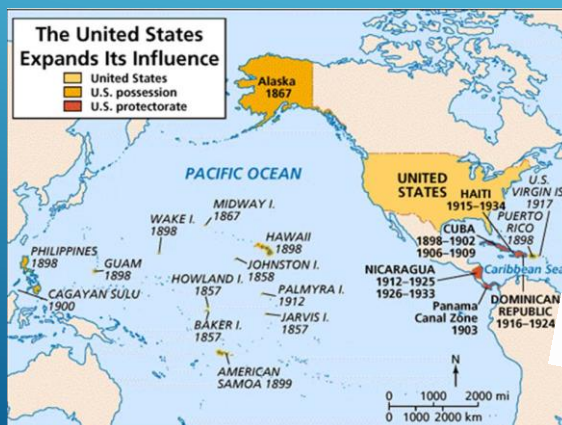 The United States
Expands Its Influence
United States
U.S. possession
U.S. protectorate
Alaska
1867
PACIFIC OCEAN
UNITED
STATES
MIDWAY I.
1867
WAKE I.
1898
HAWAII
1898
PHILIPPINES
1898
GUAM
1898
JOHNSTON I.
1858
CAGAYAN SULU
1900
HOWLAND I.
1857
PALMYRA I.
1912
BAKER I.
1857
JARVIS I.
1857
AMERICAN
SAMOA 1899
HAITI
1915–1934
U.S.
VIRGIN IS
1917
PUERTO
RICO
1898
CUBA
1898–1902
1906–1909
NICARAGUA
1912–1925
1926–1933
Caribbean Sea
Panama
Canal Zone
1903
DOMINICAN
REPUBLIC
1916–1924
N
0 1000 2000 mi
0 1000 2000 km